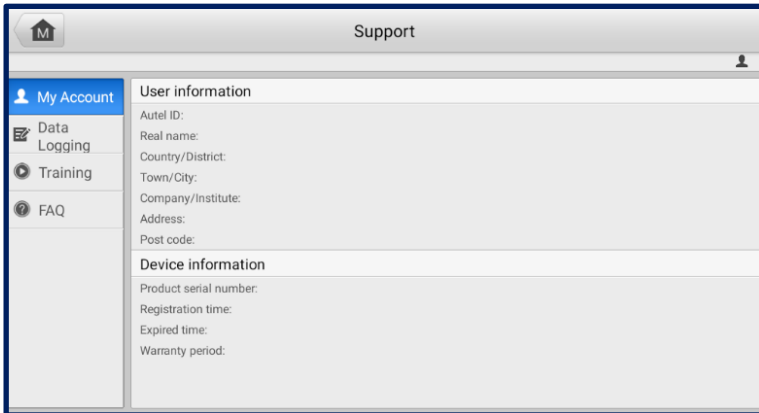 M
Support
My Account
Data
Logging
Training
FAQ
User information
Autel ID:
Real name:
Country/District:
Town/City:
Company/Institute:
Address:
Post code:
Device information
Product serial number:
Registration time:
Expired time:
Warranty period: